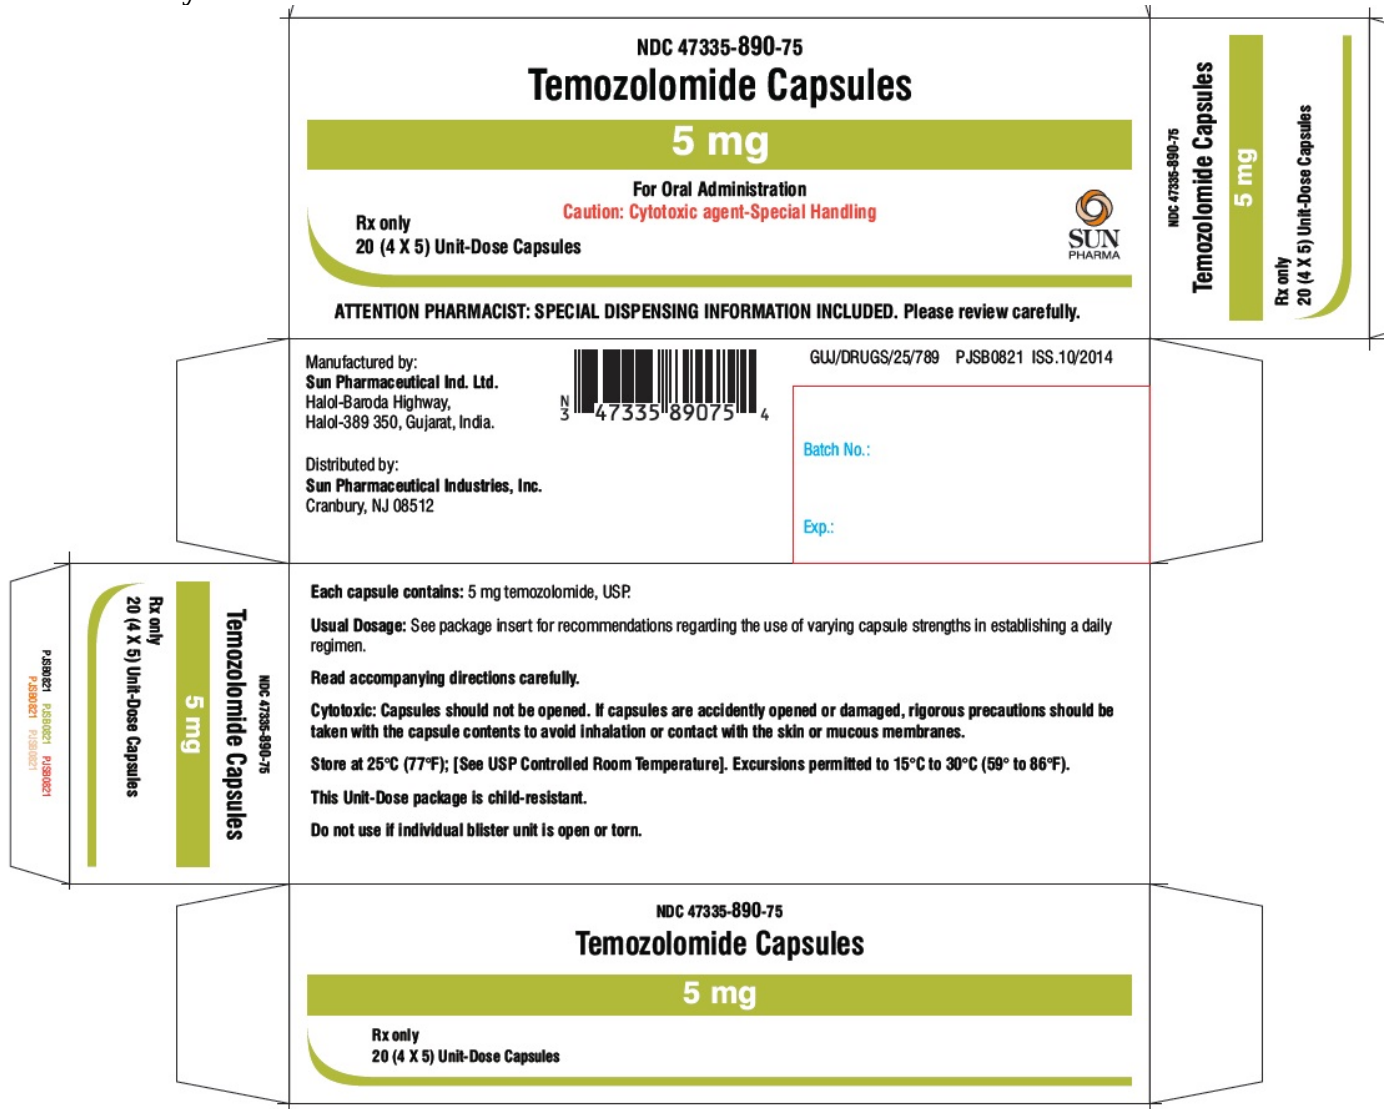 NDC 47335-890-75
Temozolomide Capsules
5 mg
For Oral Administration
Caution: Cytotoxic agent-Special Handling
Rx only
20 (4 X 5) Unit-Dose Capsules
SUN
PHARMA
ATTENTION PHARMACIST: SPECIAL DISPENSING INFORMATION INCLUDED. Please review carefully.
NDC 47335-890-75
Temozolomide Capsules
5 mg
Rx only
20 (4 X 5) Unit-Dose Capsules
Manufactured by:
Sun Pharmaceutical Ind. Ltd.
Halol-Baroda Highway,
Halol-389 350, Gujarat, India.
Distributed by:
Sun Pharmaceutical Industries, Inc.
Cranbury, NJ 08512
N
3 47335 89075 4
GUJ/DRUGS/25/789 PJSB0821 ISS.10/2014
Batch No.:
Exp.:
NDC 47335-890-75
Temozolomide Capsules
5 mg
Rx only
20 (4 X 5) Unit-Dose Capsules
PJSB0821 PJSB0821 PJSB0821
PJSB0821 PJSB0821
Each capsule contains: 5 mg temozolomide, USP.
Usual Dosage: See package insert for recommendations regarding the use of varying capsule strengths in establishing a daily
regimen.
Read accompanying directions carefully.
Cytotoxic: Capsules should not be opened. If capsules are accidently opened or damaged, rigorous precautions should be
taken with the capsule contents to avoid inhalation or contact with the skin or mucous membranes.
Store at 25°C (77°F); [See USP Controlled Room Temperature]. Excursions permitted to 15°C to 30°C (59° to 86°F).
This Unit-Dose package is child-resistant.
Do not use if individual blister unit is open or torn.
NDC 47335-890-75
Temozolomide Capsules
5 mg
Rx only
20 (4 X 5) Unit-Dose Capsules